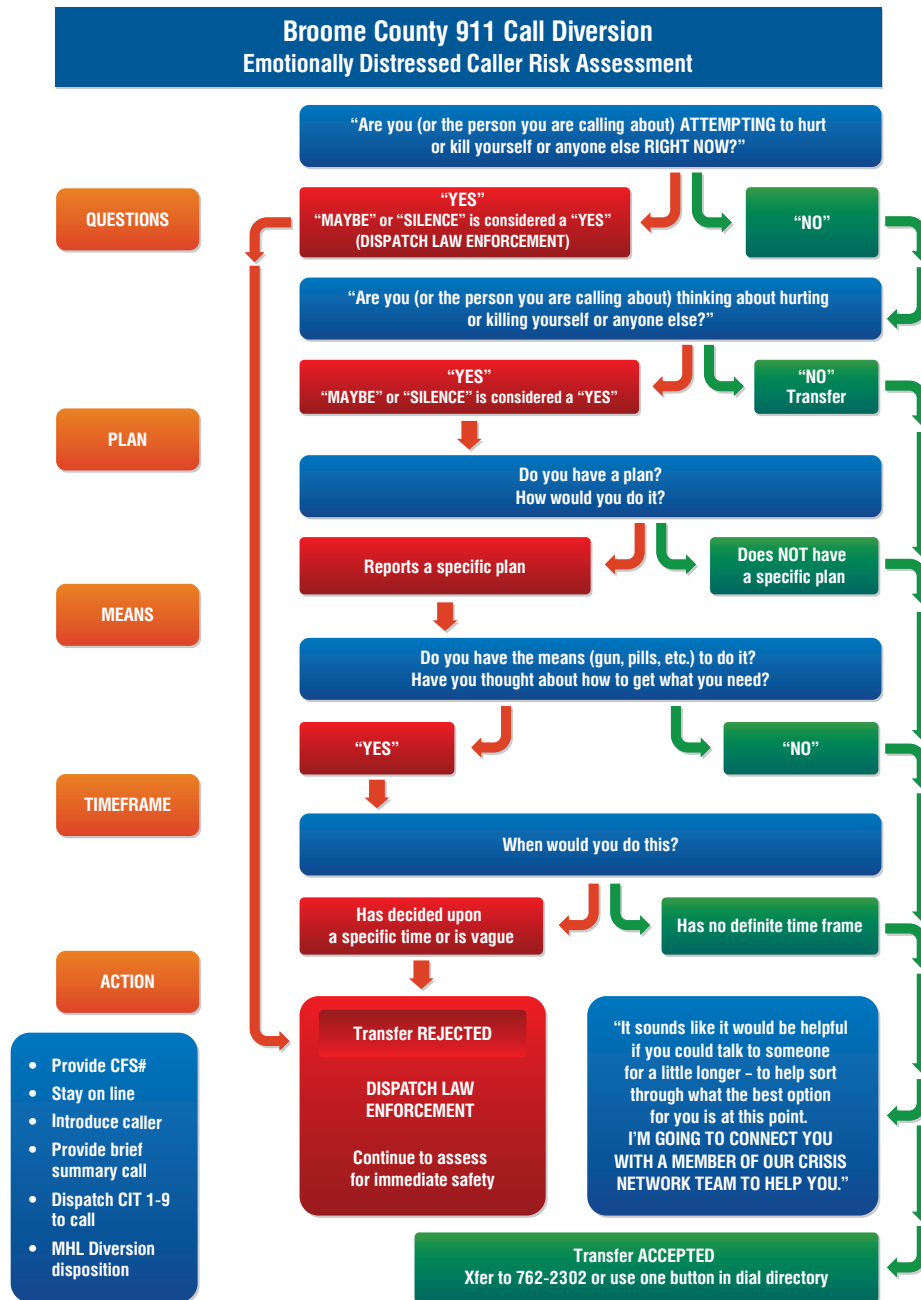 Broome County 911 Call Diversion
Emotionally Distressed Caller Risk Assessment
“Are you (or the person you are calling about) ATTEMPTING to hurt
or kill yourself or anyone else RIGHT NOW?”
QUESTIONS
“YES”
“MAYBE” or “SILENCE” is considered a “YES”
(DISPATCH LAW ENFORCEMENT)
“NO”
“Are you (or the person you are calling about) thinking about hurting
or killing yourself or anyone else?”
“YES”
“MAYBE” or “SILENCE” is considered a “YES”
“NO”
Transfer
PLAN
Do you have a plan?
How would you do it?
Reports a specific plan
Does NOT have
a specific plan
MEANS
Do you have the means (gun, pills, etc.) to do it?
Have you thought about how to get what you need?
“YES”
“NO”
TIMEFRAME
When would you do this?
Has decided upon
a specific time or is vague
Has no definite time frame
ACTION
• Provide CFS#
• Stay on line
• Introduce caller
• Provide brief
summary call
• Dispatch CIT 1-9
to call
• MHL Diversion
disposition
Transfer REJECTED
DISPATCH LAW
ENFORCEMENT
Continue to assess
for immediate safety
“It sounds like it would be helpful
if you could talk to someone
for a little longer – to help sort
through what the best option
for you is at this point.
I’M GOING TO CONNECT YOU
WITH A MEMBER OF OUR CRISIS
NETWORK TEAM TO HELP YOU.”
Transfer ACCEPTED
Xfer to 762-2302 or use one button in dial directory